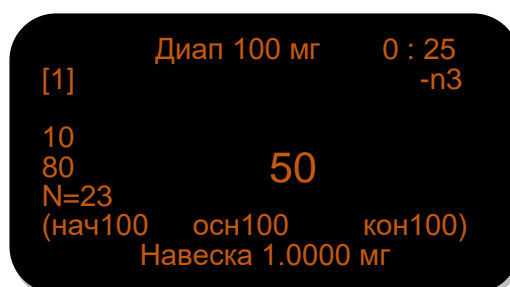 Диап 100 мг 0 : 25
[1] -n3
10
80 50
N=23
(нач100 осн100 кон100)
Навеска 1.0000 мг